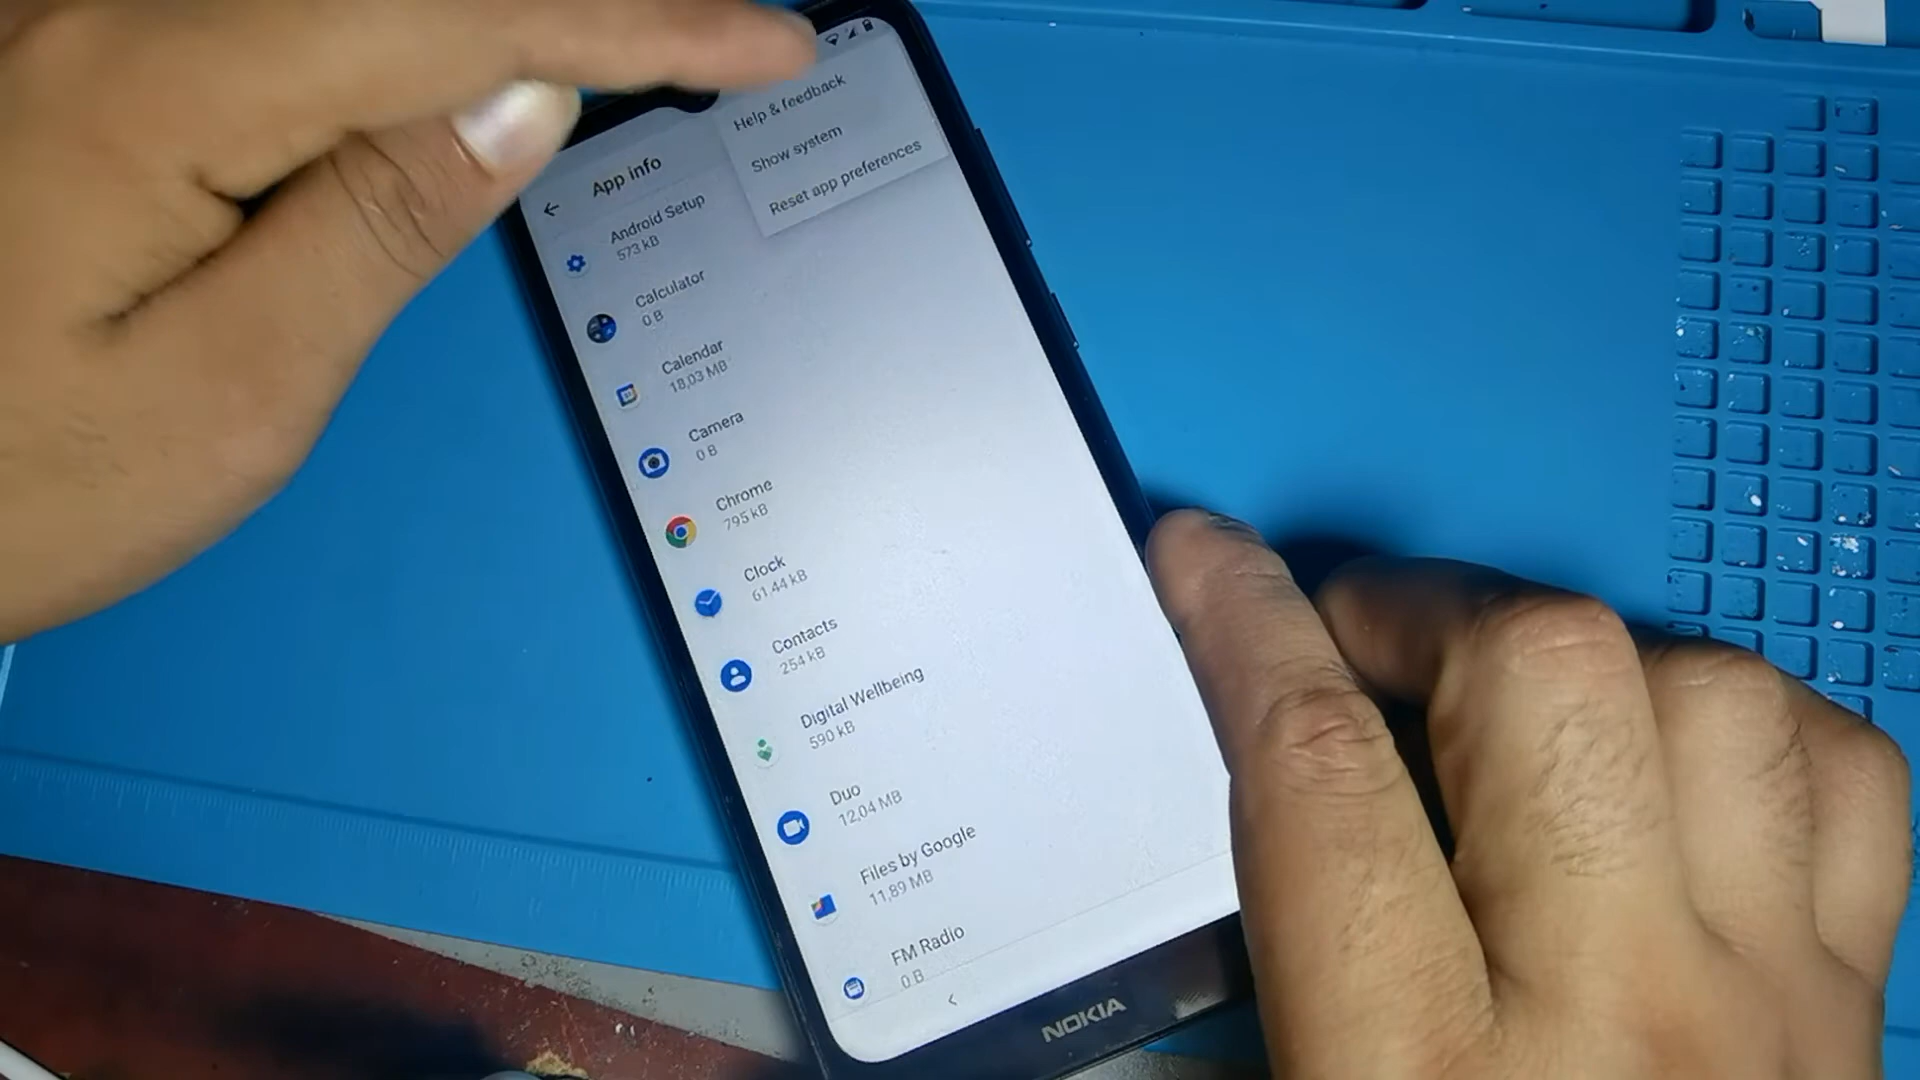 Help & feedback
Show system
Reset app preferences
App info
Android Setup
573 kB
Calculator
0 B
Calendar
18,03 MB
Camera
0 B
Chrome
795 kB
Clock
61,44 kB
Contacts
254 kB
Digital Wellbeing
590 kB
Duo
12,04 MB
Files by Google
11,89 MB
FM Radio
0 B
NOKIA